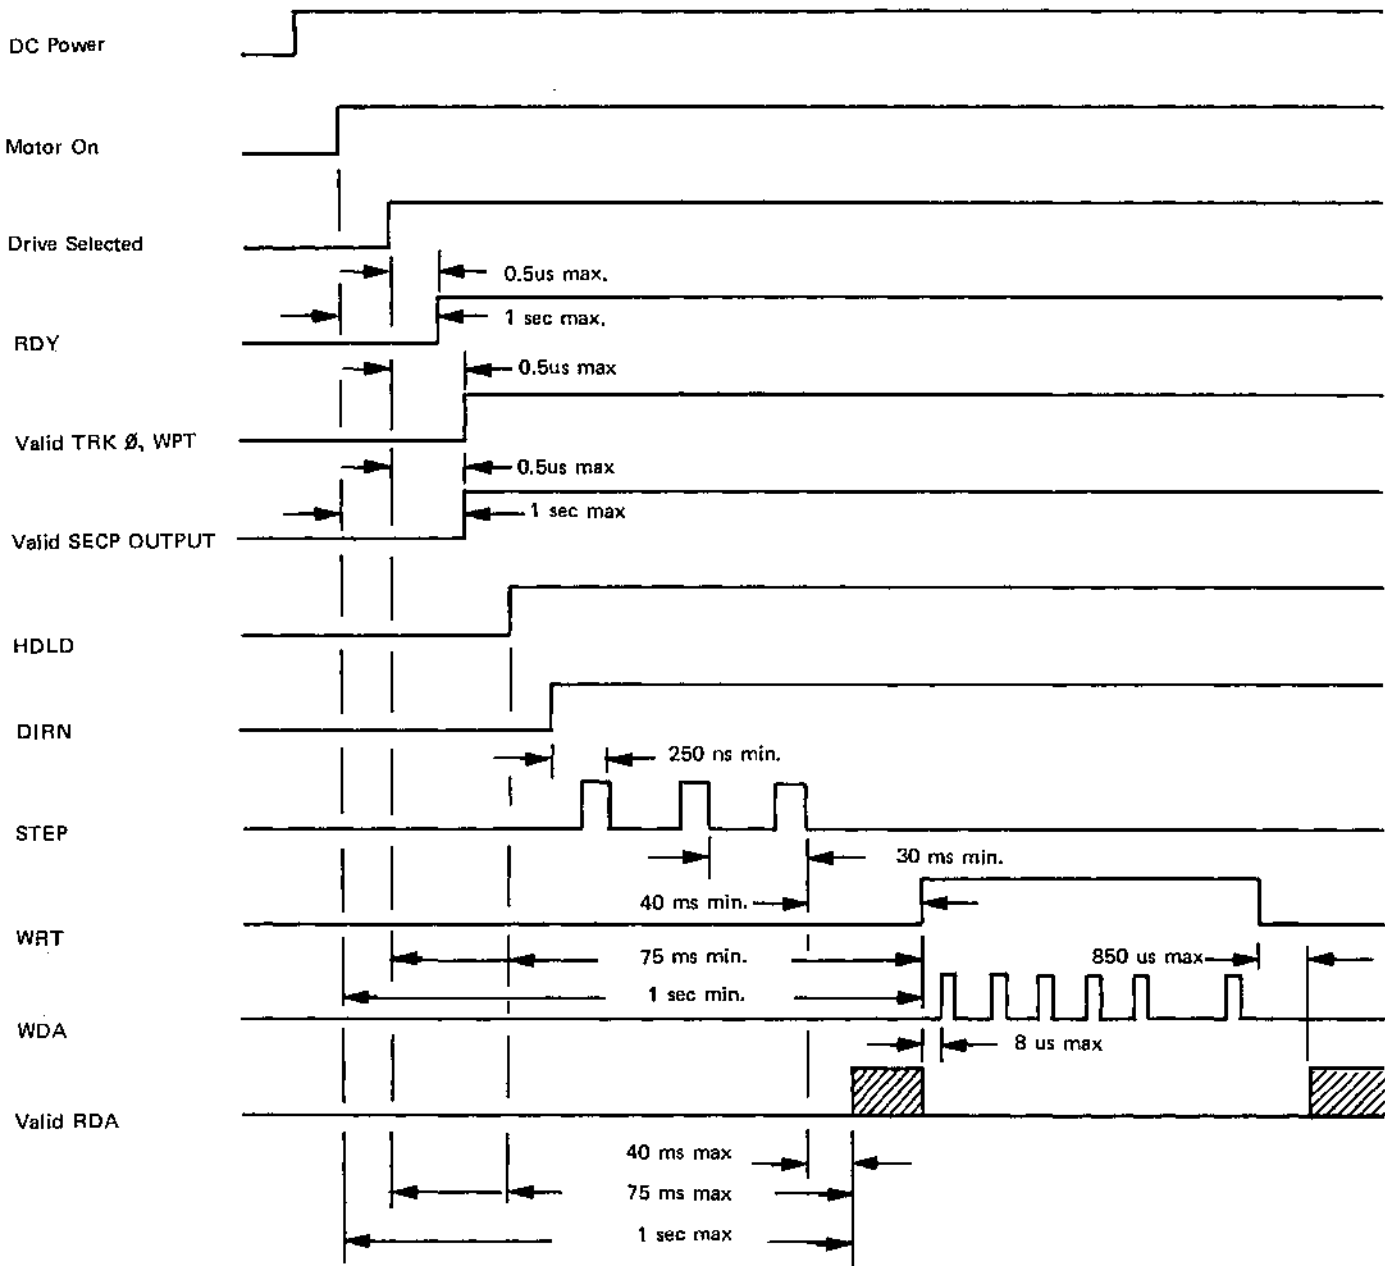 DC Power
Motor On
Drive Selected
0.5us max.
1 sec max.
RDY
0.5us max
Valid TRK Ø, WPT
0.5us max
1 sec max
Valid SECP OUTPUT
HDLD
DIRN
250 ns min.
STEP
30 ms min.
40 ms min.
WRT
75 ms min.
850 us max
1 sec min.
WDA
8 us max
Valid RDA
40 ms max
75 ms max
1 sec max